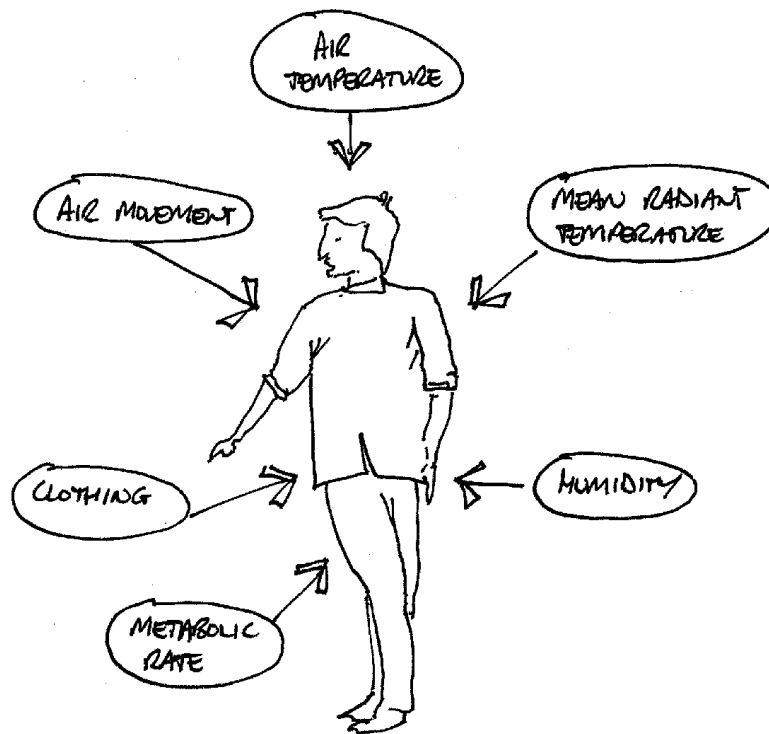 AIR
TEMPERATURE
AIR MOVEMENT
MEAN RADIANT
TEMPERATURE
CLOTHING
HUMIDITY
METABOLIC
RATE